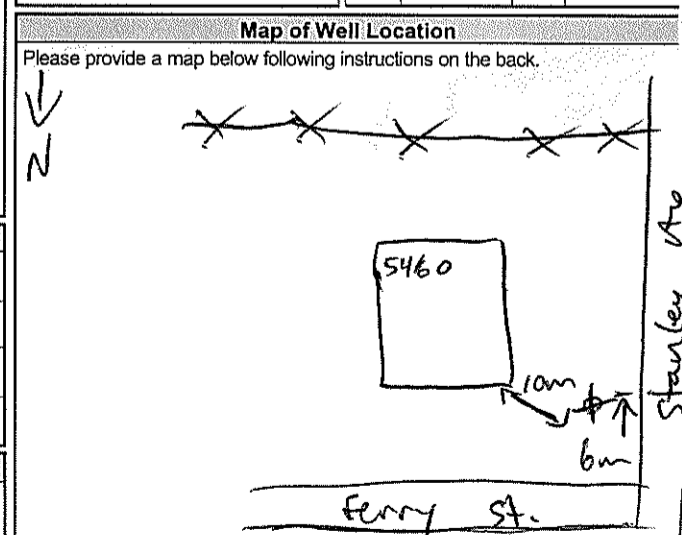 Map of Well Location
Please provide a map below following instructions on the back.
N
5460
10m
6m
Stanley Av
Ferry St.